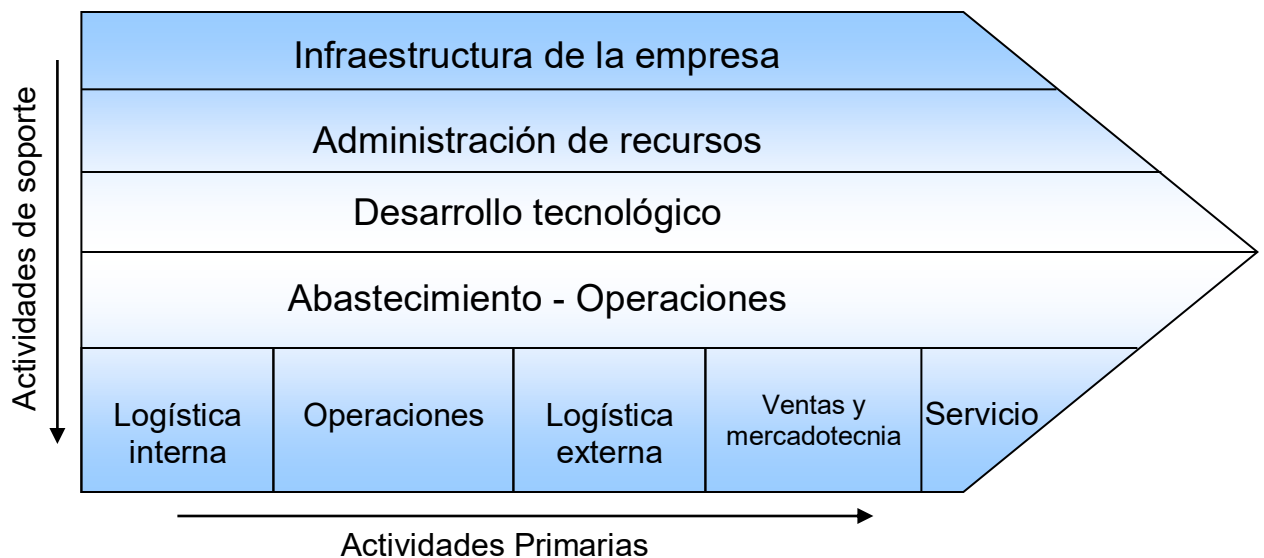 Infraestructura de la empresa
Administración de recursos
Desarrollo tecnológico
Abastecimiento - Operaciones
Actividades de soporte
Logística
interna
Operaciones
Logística
externa
Ventas y
mercadotecnia
Servicio
Actividades Primarias